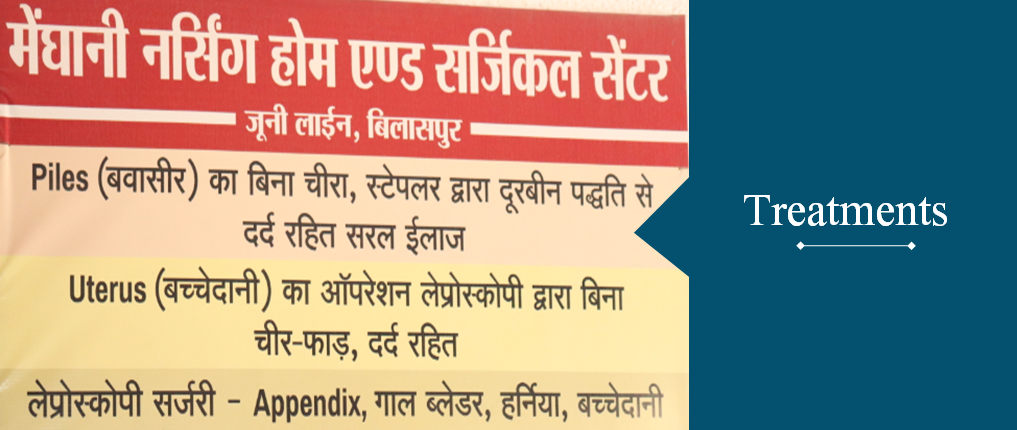 मेंघानी नर्सिंग होम एण्ड सर्जिकल सेंटर
जूनी लाईन, बिलासपुर
Piles (बवासीर) का बिना चीरा, स्टेपलर द्वारा दूरबीन पद्धति से
दर्द रहित सरल ईलाज
Uterus (बच्चेदानी) का ऑपरेशन लेप्रोस्कोपी द्वारा बिना
चीर-फाड़, दर्द रहित
लेप्रोस्कोपी सर्जरी - Appendix, गाल ब्लेडर, हर्निया, बच्चेदानी
Treatments